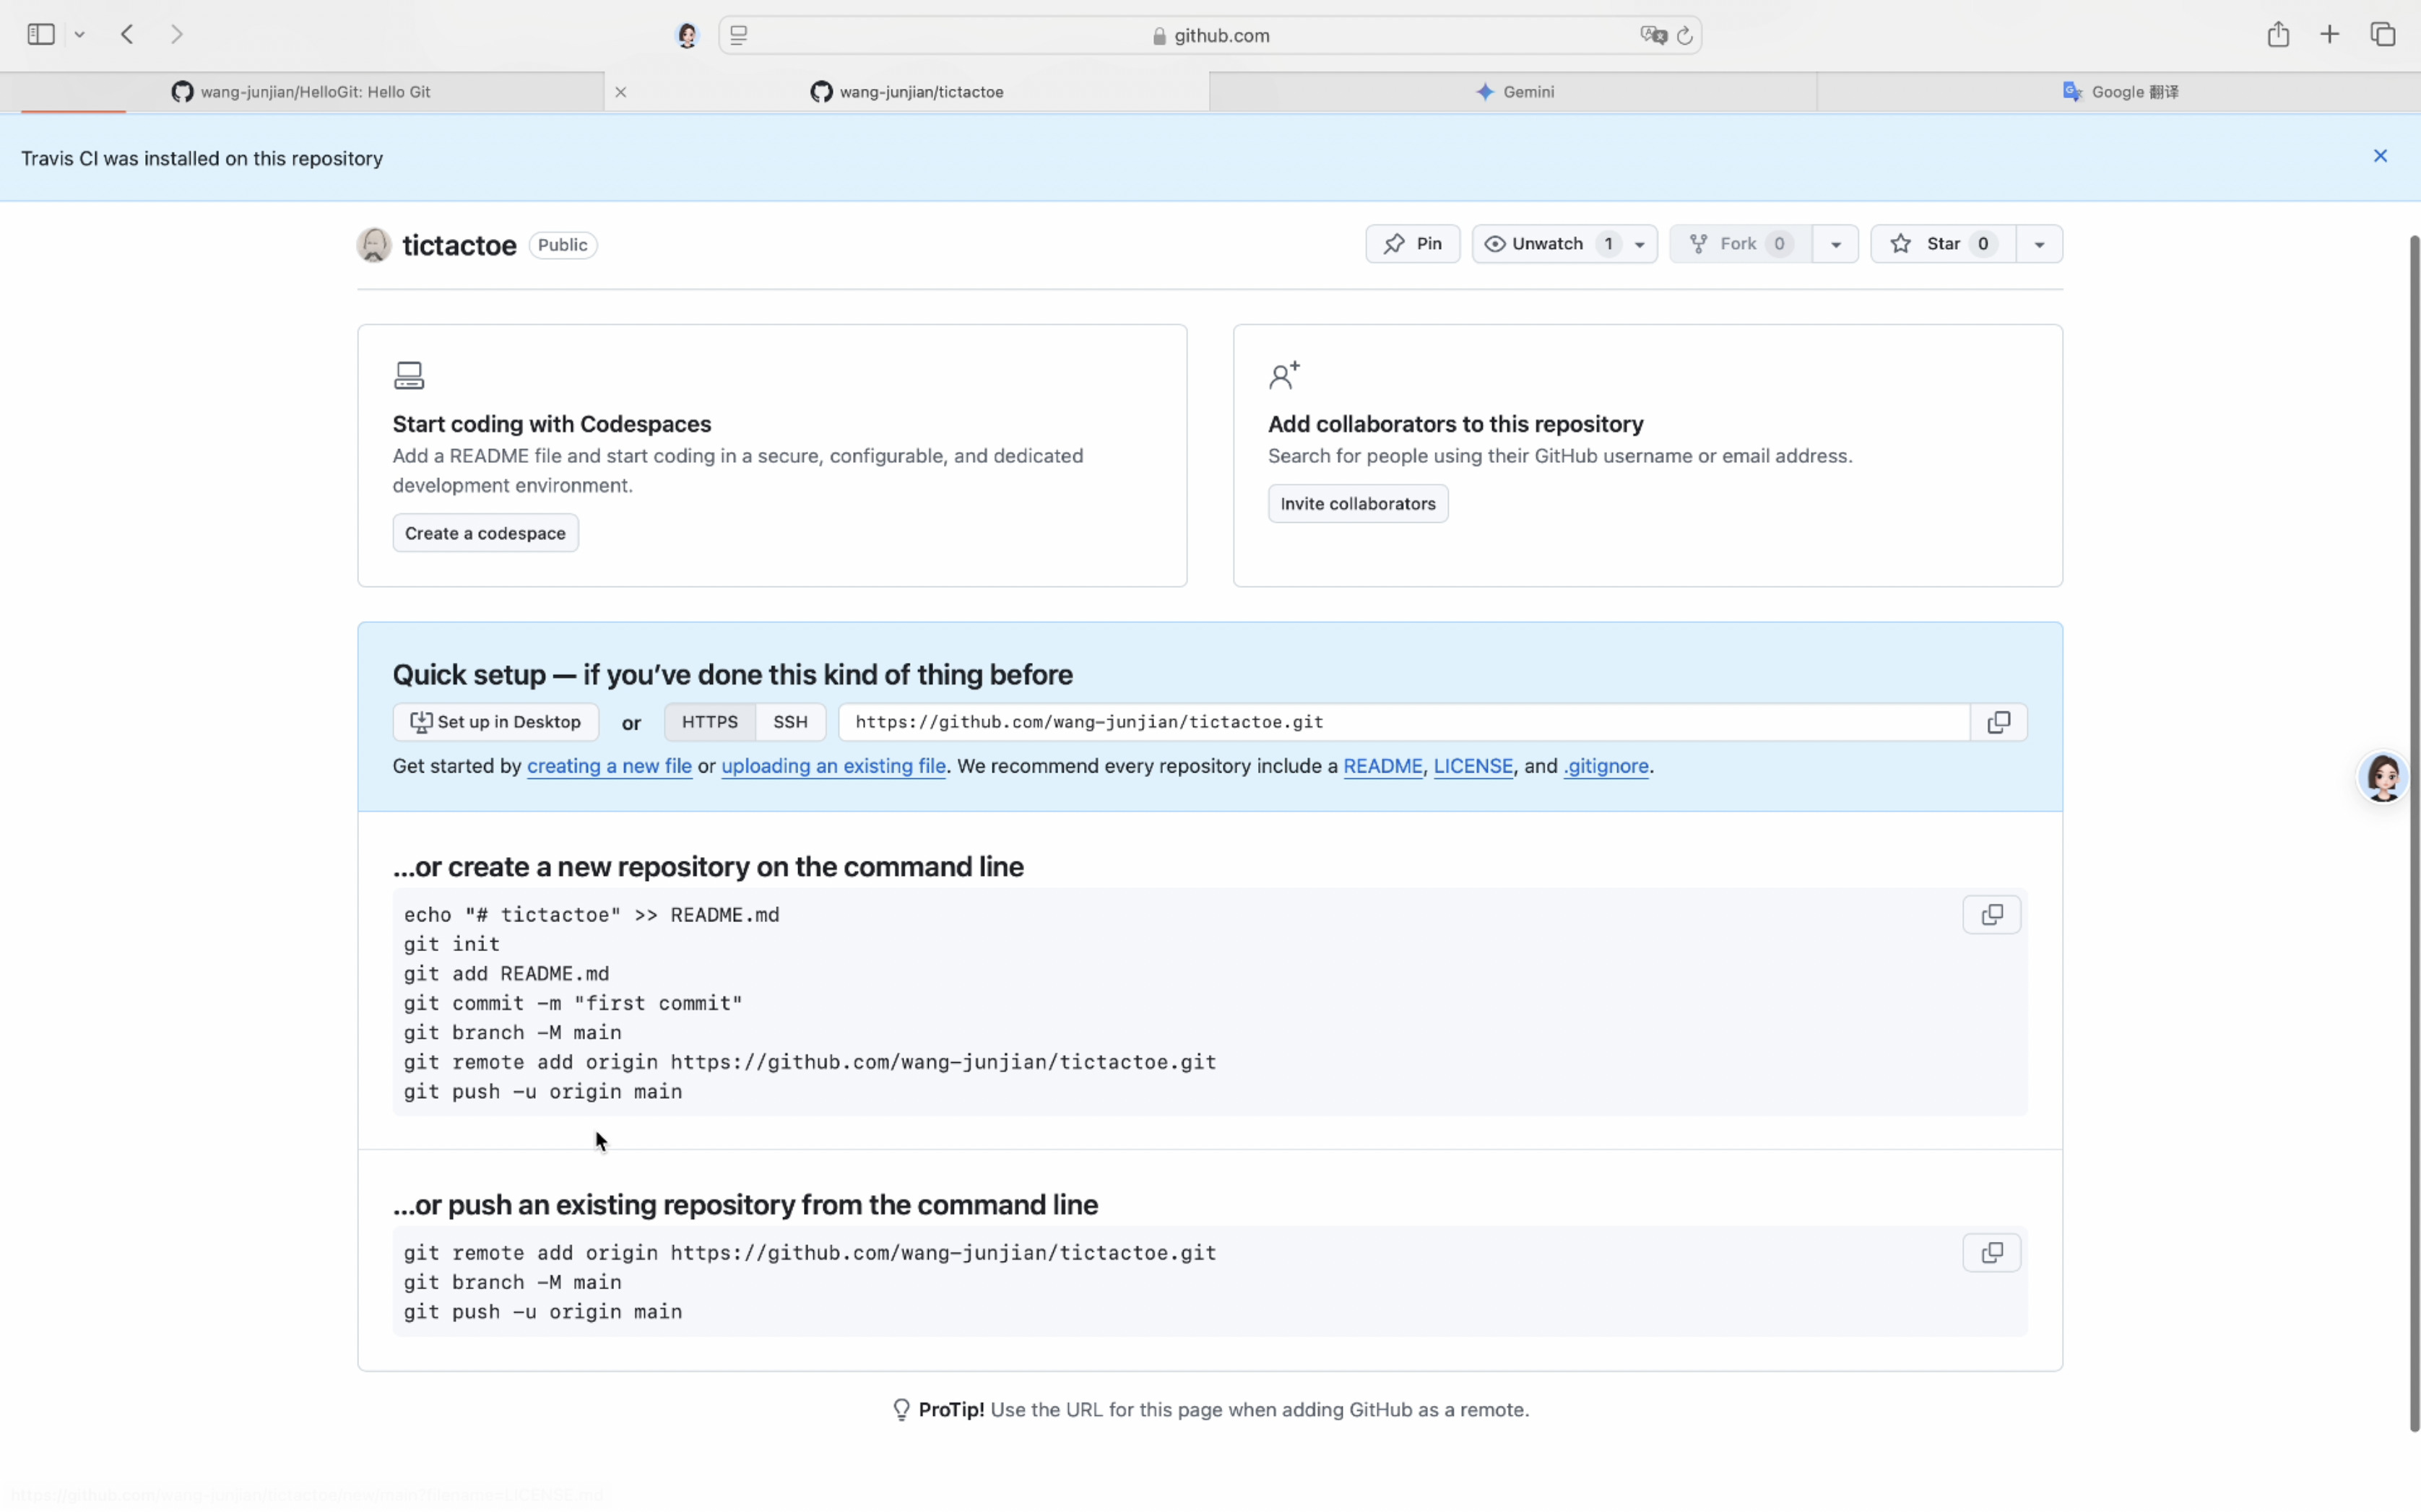 github.com
wang-junjian/HelloGit: Hello Git
wang-junjian/tictactoe
Gemini
Google 翻译
Travis CI was installed on this repository
tictactoe Public
Pin Unwatch 1 Fork 0 Star 0
Start coding with Codespaces
Add a README file and start coding in a secure, configurable, and dedicated
development environment.
Create a codespace
Add collaborators to this repository
Search for people using their GitHub username or email address.
Invite collaborators
Quick setup — if you’ve done this kind of thing before
Set up in Desktop or HTTPS SSH https://github.com/wang-junjian/tictactoe.git
Get started by creating a new file or uploading an existing file. We recommend every repository include a README, LICENSE, and .gitignore.
…or create a new repository on the command line
echo "# tictactoe" >> README.md
git init
git add README.md
git commit -m "first commit"
git branch -M main
git remote add origin https://github.com/wang-junjian/tictactoe.git
git push -u origin main
…or push an existing repository from the command line
git remote add origin https://github.com/wang-junjian/tictactoe.git
git branch -M main
git push -u origin main
ProTip! Use the URL for this page when adding GitHub as a remote.